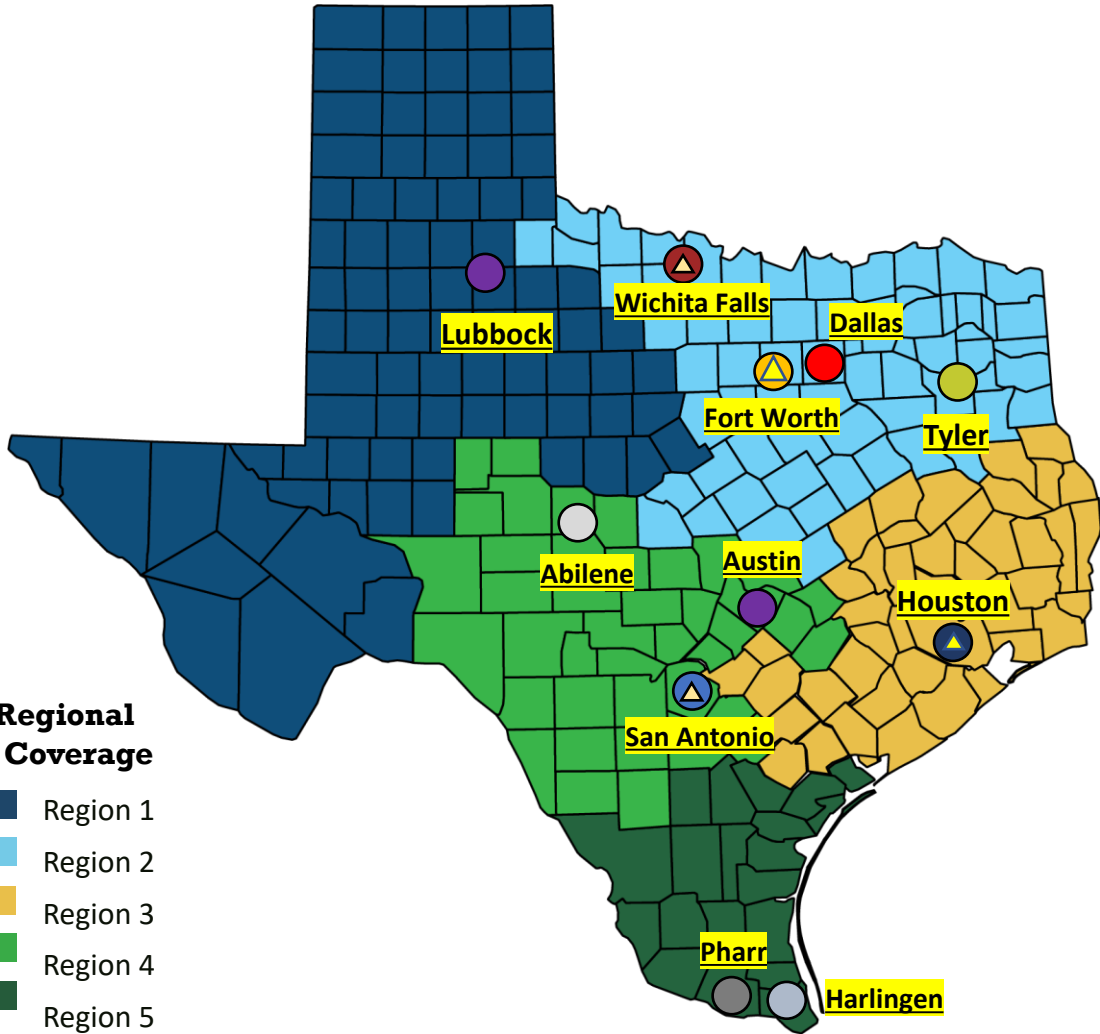 Wichita Falls
Dallas
Lubbock
Fort Worth
Tyler
Abilene
Austin
Houston
San Antonio
Regional
Coverage
Region 1
Region 2
Region 3
Region 4
Region 5
Pharr
Harlingen